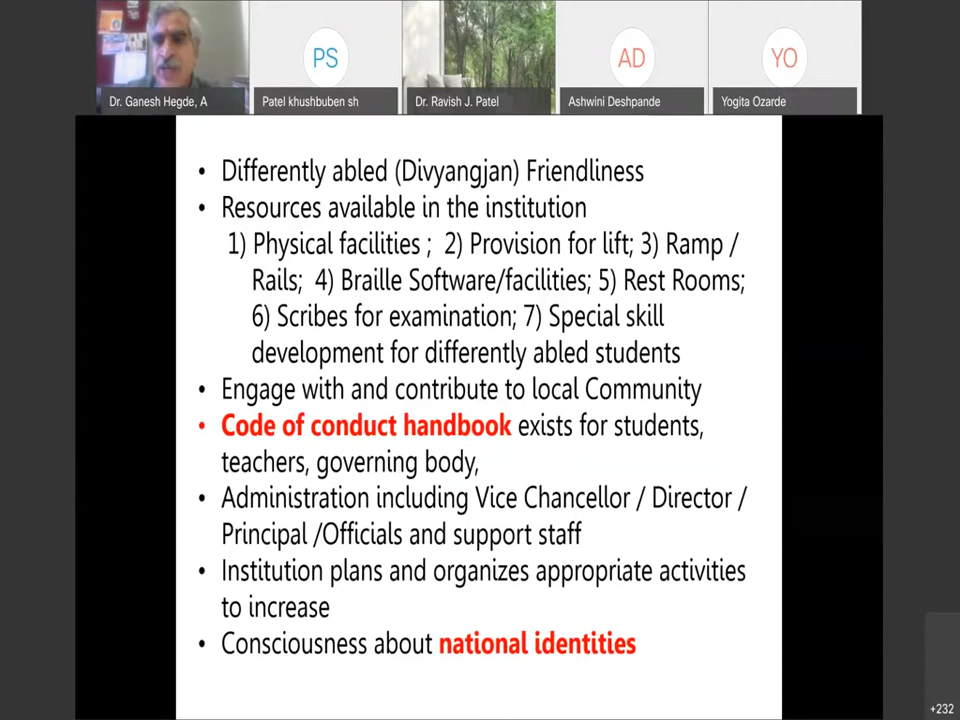 PS
AD
YO
Dr. Ganesh Hegde, A
Patel khushbuben sh
Dr. Ravish J. Patel
Ashwini Deshpande
Yogita Ozarde
• Differently abled (Divyangjan) Friendliness
• Resources available in the institution
1) Physical facilities ; 2) Provision for lift; 3) Ramp /
Rails; 4) Braille Software/facilities; 5) Rest Rooms;
6) Scribes for examination; 7) Special skill
development for differently abled students
• Engage with and contribute to local Community
• Code of conduct handbook exists for students,
teachers, governing body,
• Administration including Vice Chancellor / Director /
Principal /Officials and support staff
• Institution plans and organizes appropriate activities
to increase
• Consciousness about national identities
+232